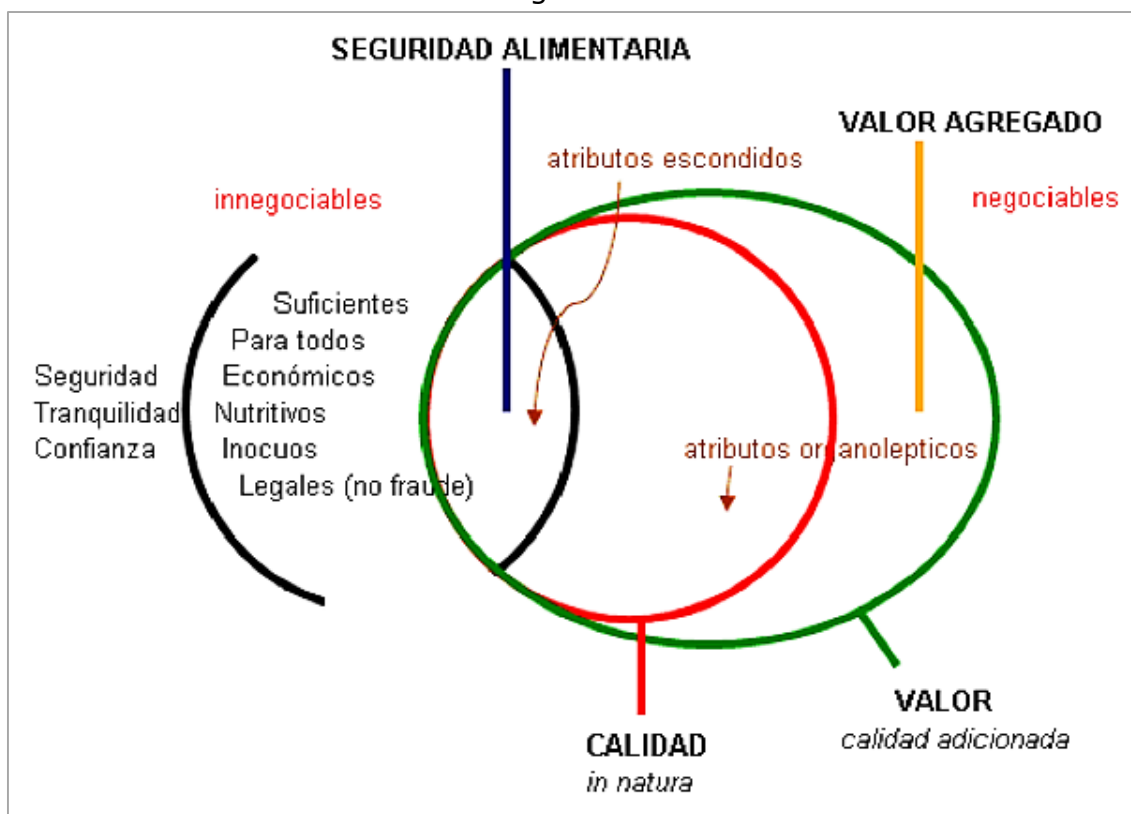 SEGURIDAD ALIMENTARIA
VALOR AGREGADO
atributos escondidos
innegociables
negociables
Suficientes
Para todos
Seguridad
Económicos
Tranquilidad
Nutritivos
Confianza
Inocuos
atributos organolepticos
Legales (no fraude)
VALOR
calidad adicionada
CALIDAD
in natura